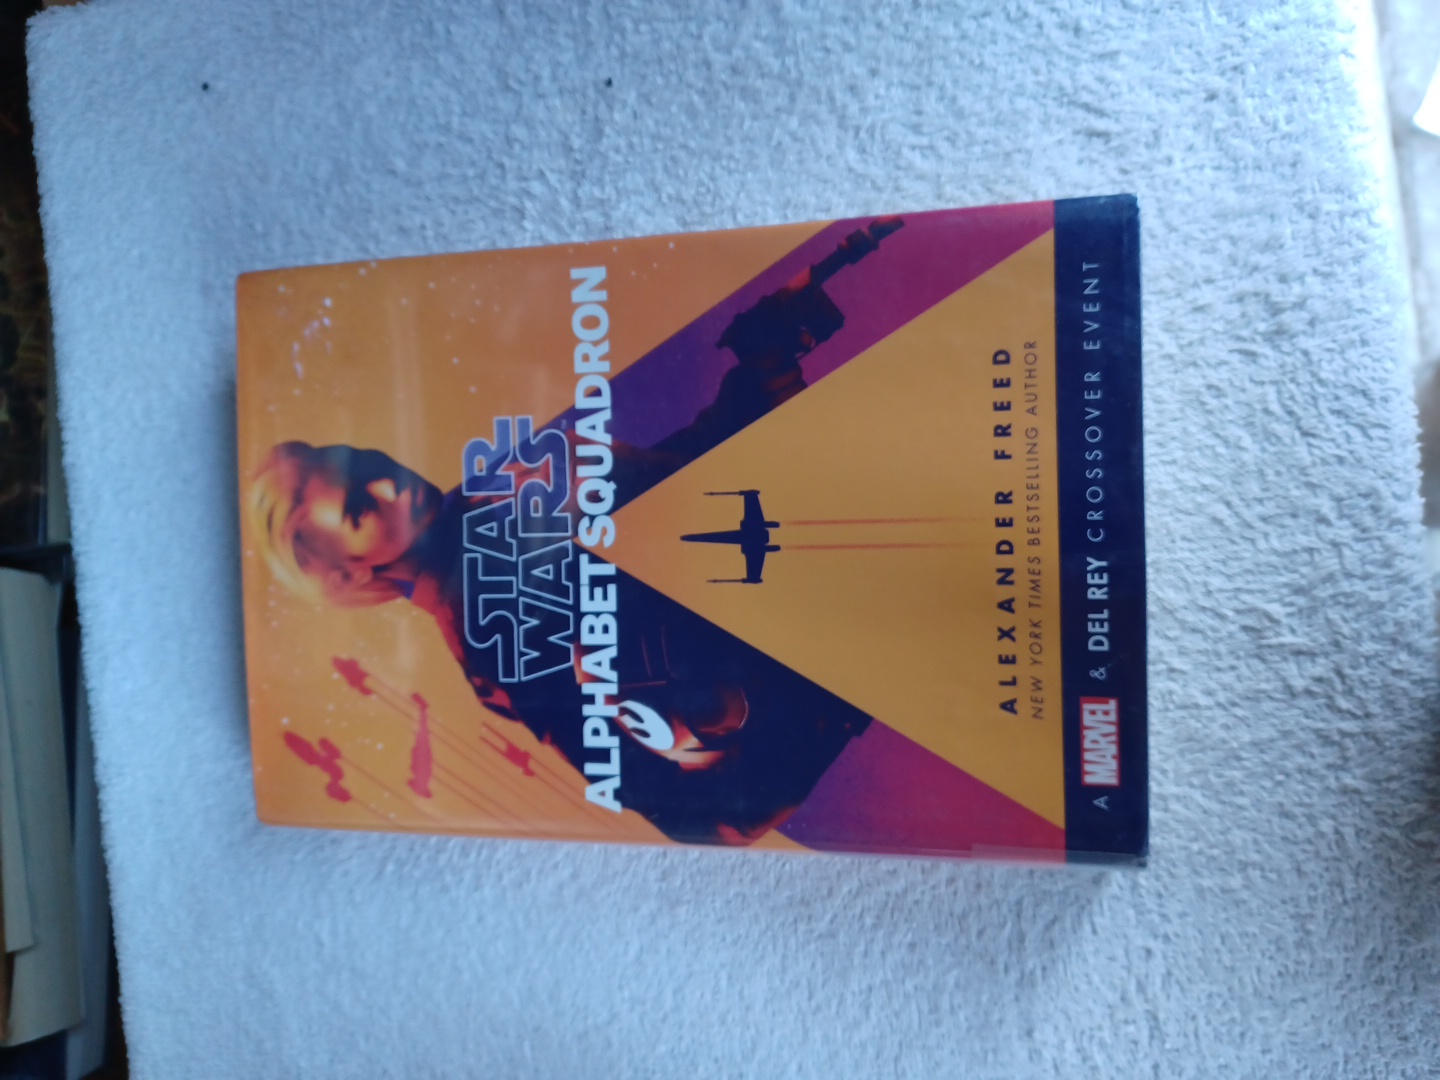 STAR
WARS
ALPHABET SQUADRON
ALEXANDER FREED
NEW YORK TIMES BESTSELLING AUTHOR
A MARVEL & DEL REY CROSSOVER EVENT